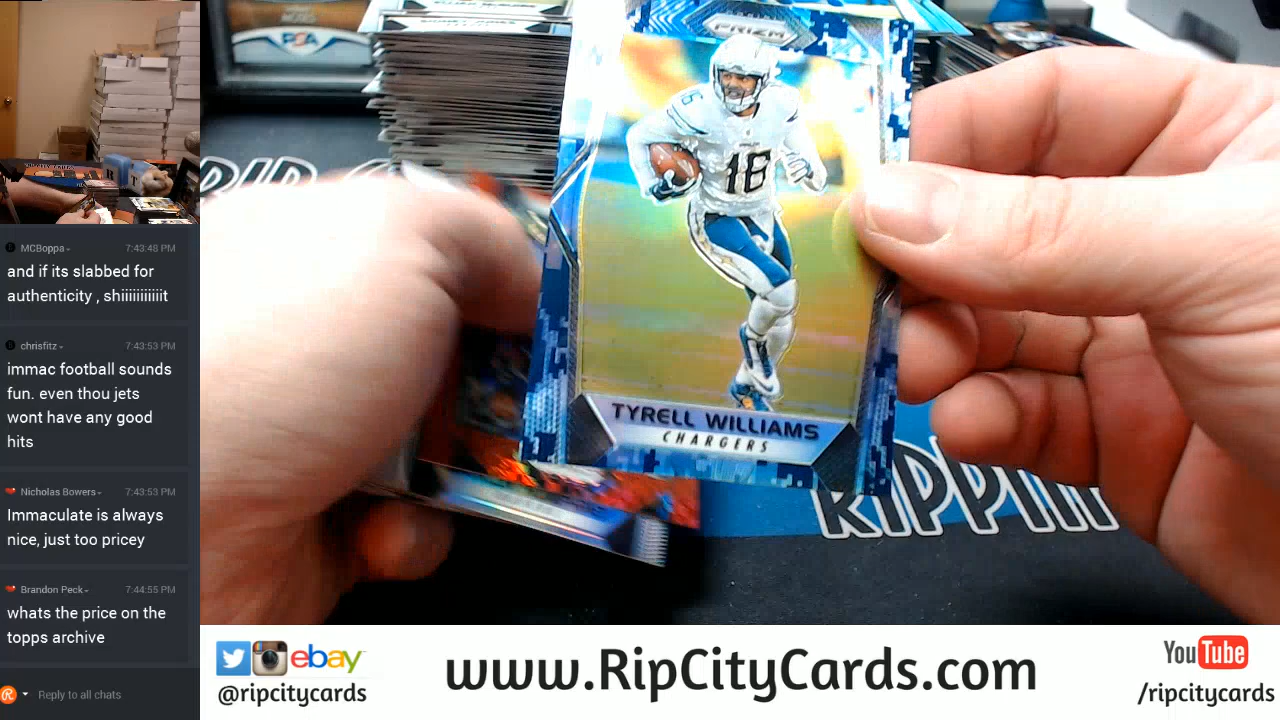 PSA
MCBoppa
7:43:48 PM
and if its slabbed for
authenticity , shiiiiiiiiiiit
chrisfitz
7:43:53 PM
immac football sounds
fun. even thou jets
wont have any good
hits
Nicholas Bowers
7:43:53 PM
Immaculate is always
nice, just too pricey
Brandon Peck
7:44:55 PM
whats the price on the
topps archive
Reply to all chats
PRIZM
16
TYRELL WILLIAMS
CHARGERS
RIP
RIPPIN
ebay
@ripcitycards
www.RipCityCards.com
YouTube
/ripcitycards